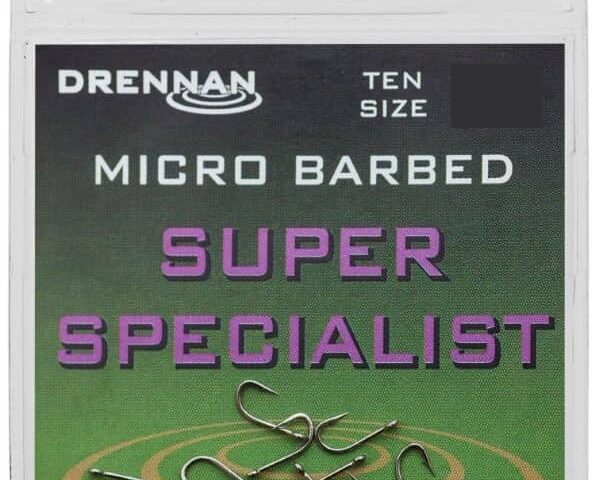 DRENNAN
TEN
SIZE
MICRO BARBED
SUPER
SPECIALIST